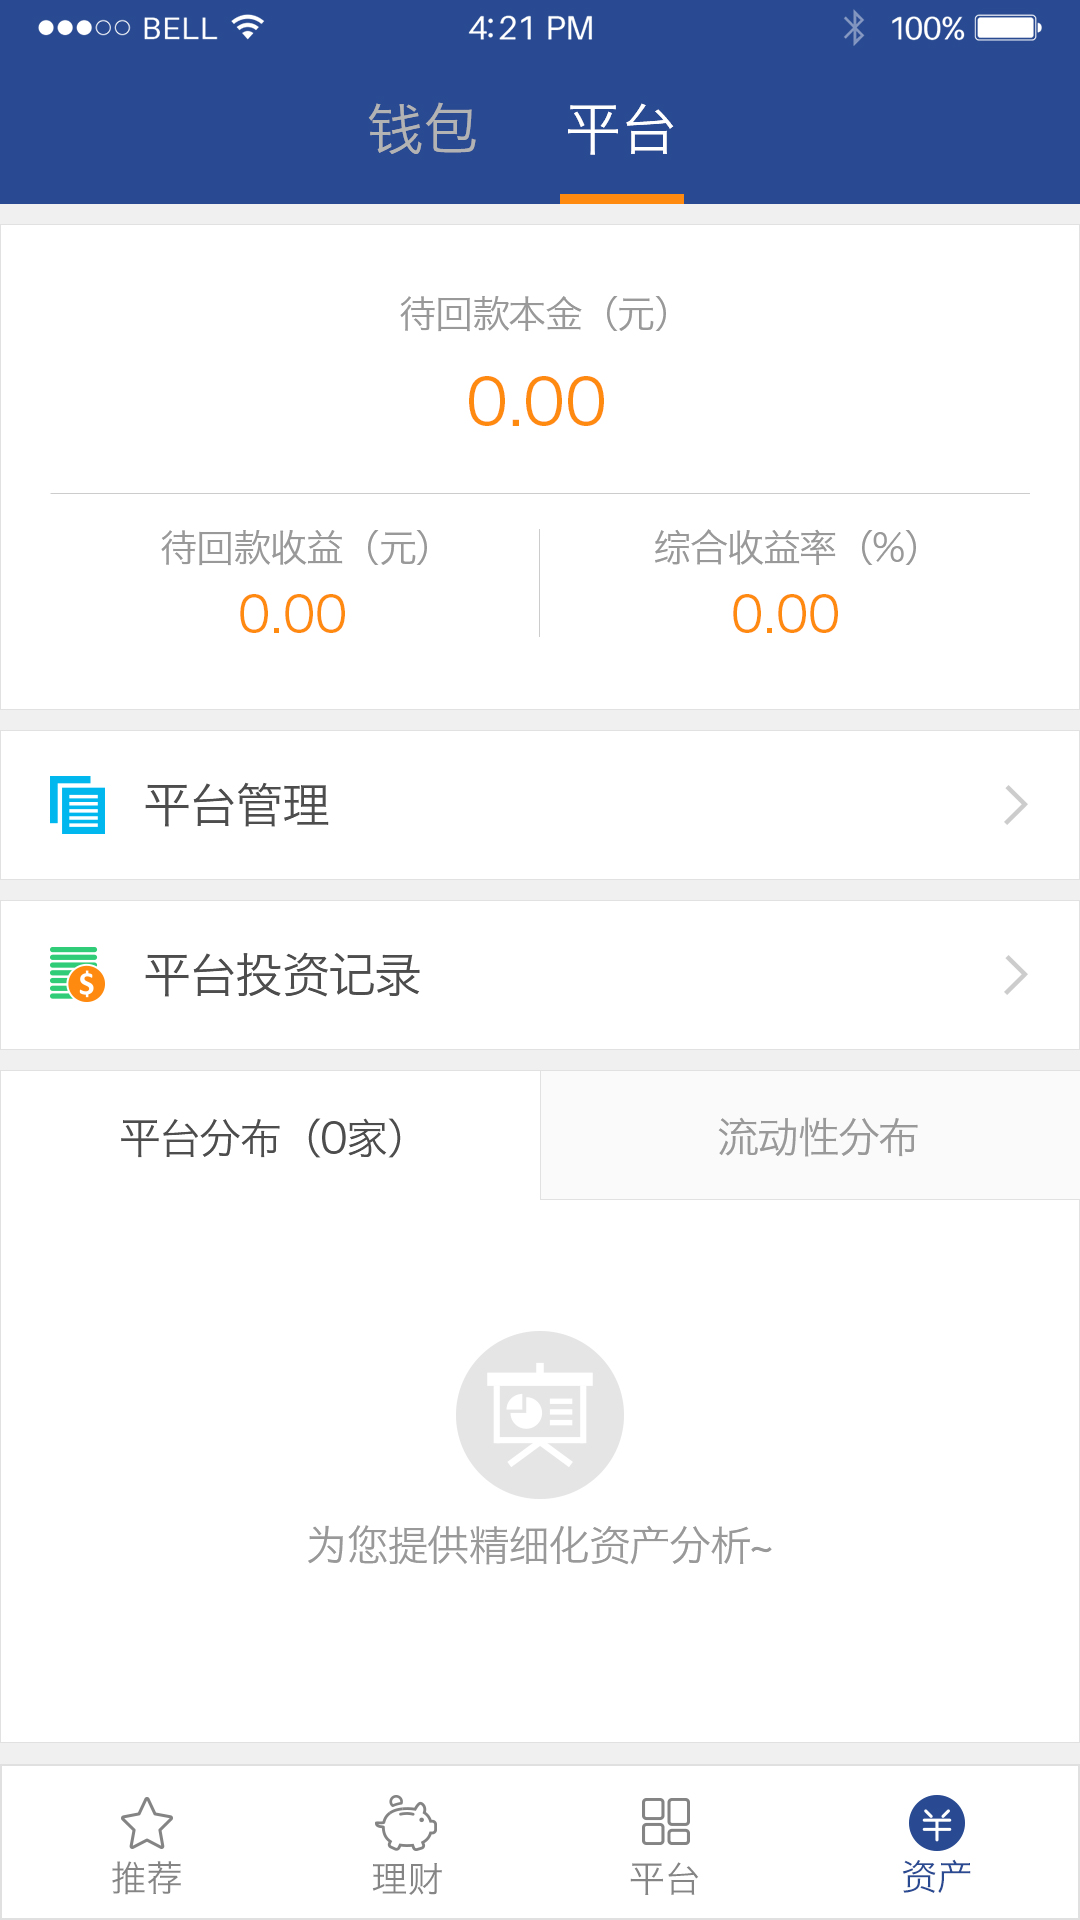 BELL 4:21 PM 100%
钱包 平台
待回款本金（元）
0.00
待回款收益（元） 综合收益率（%）
0.00 0.00
平台管理
平台投资记录
平台分布（0家） 流动性分布
为您提供精细化资产分析~
推荐 理财 平台 资产